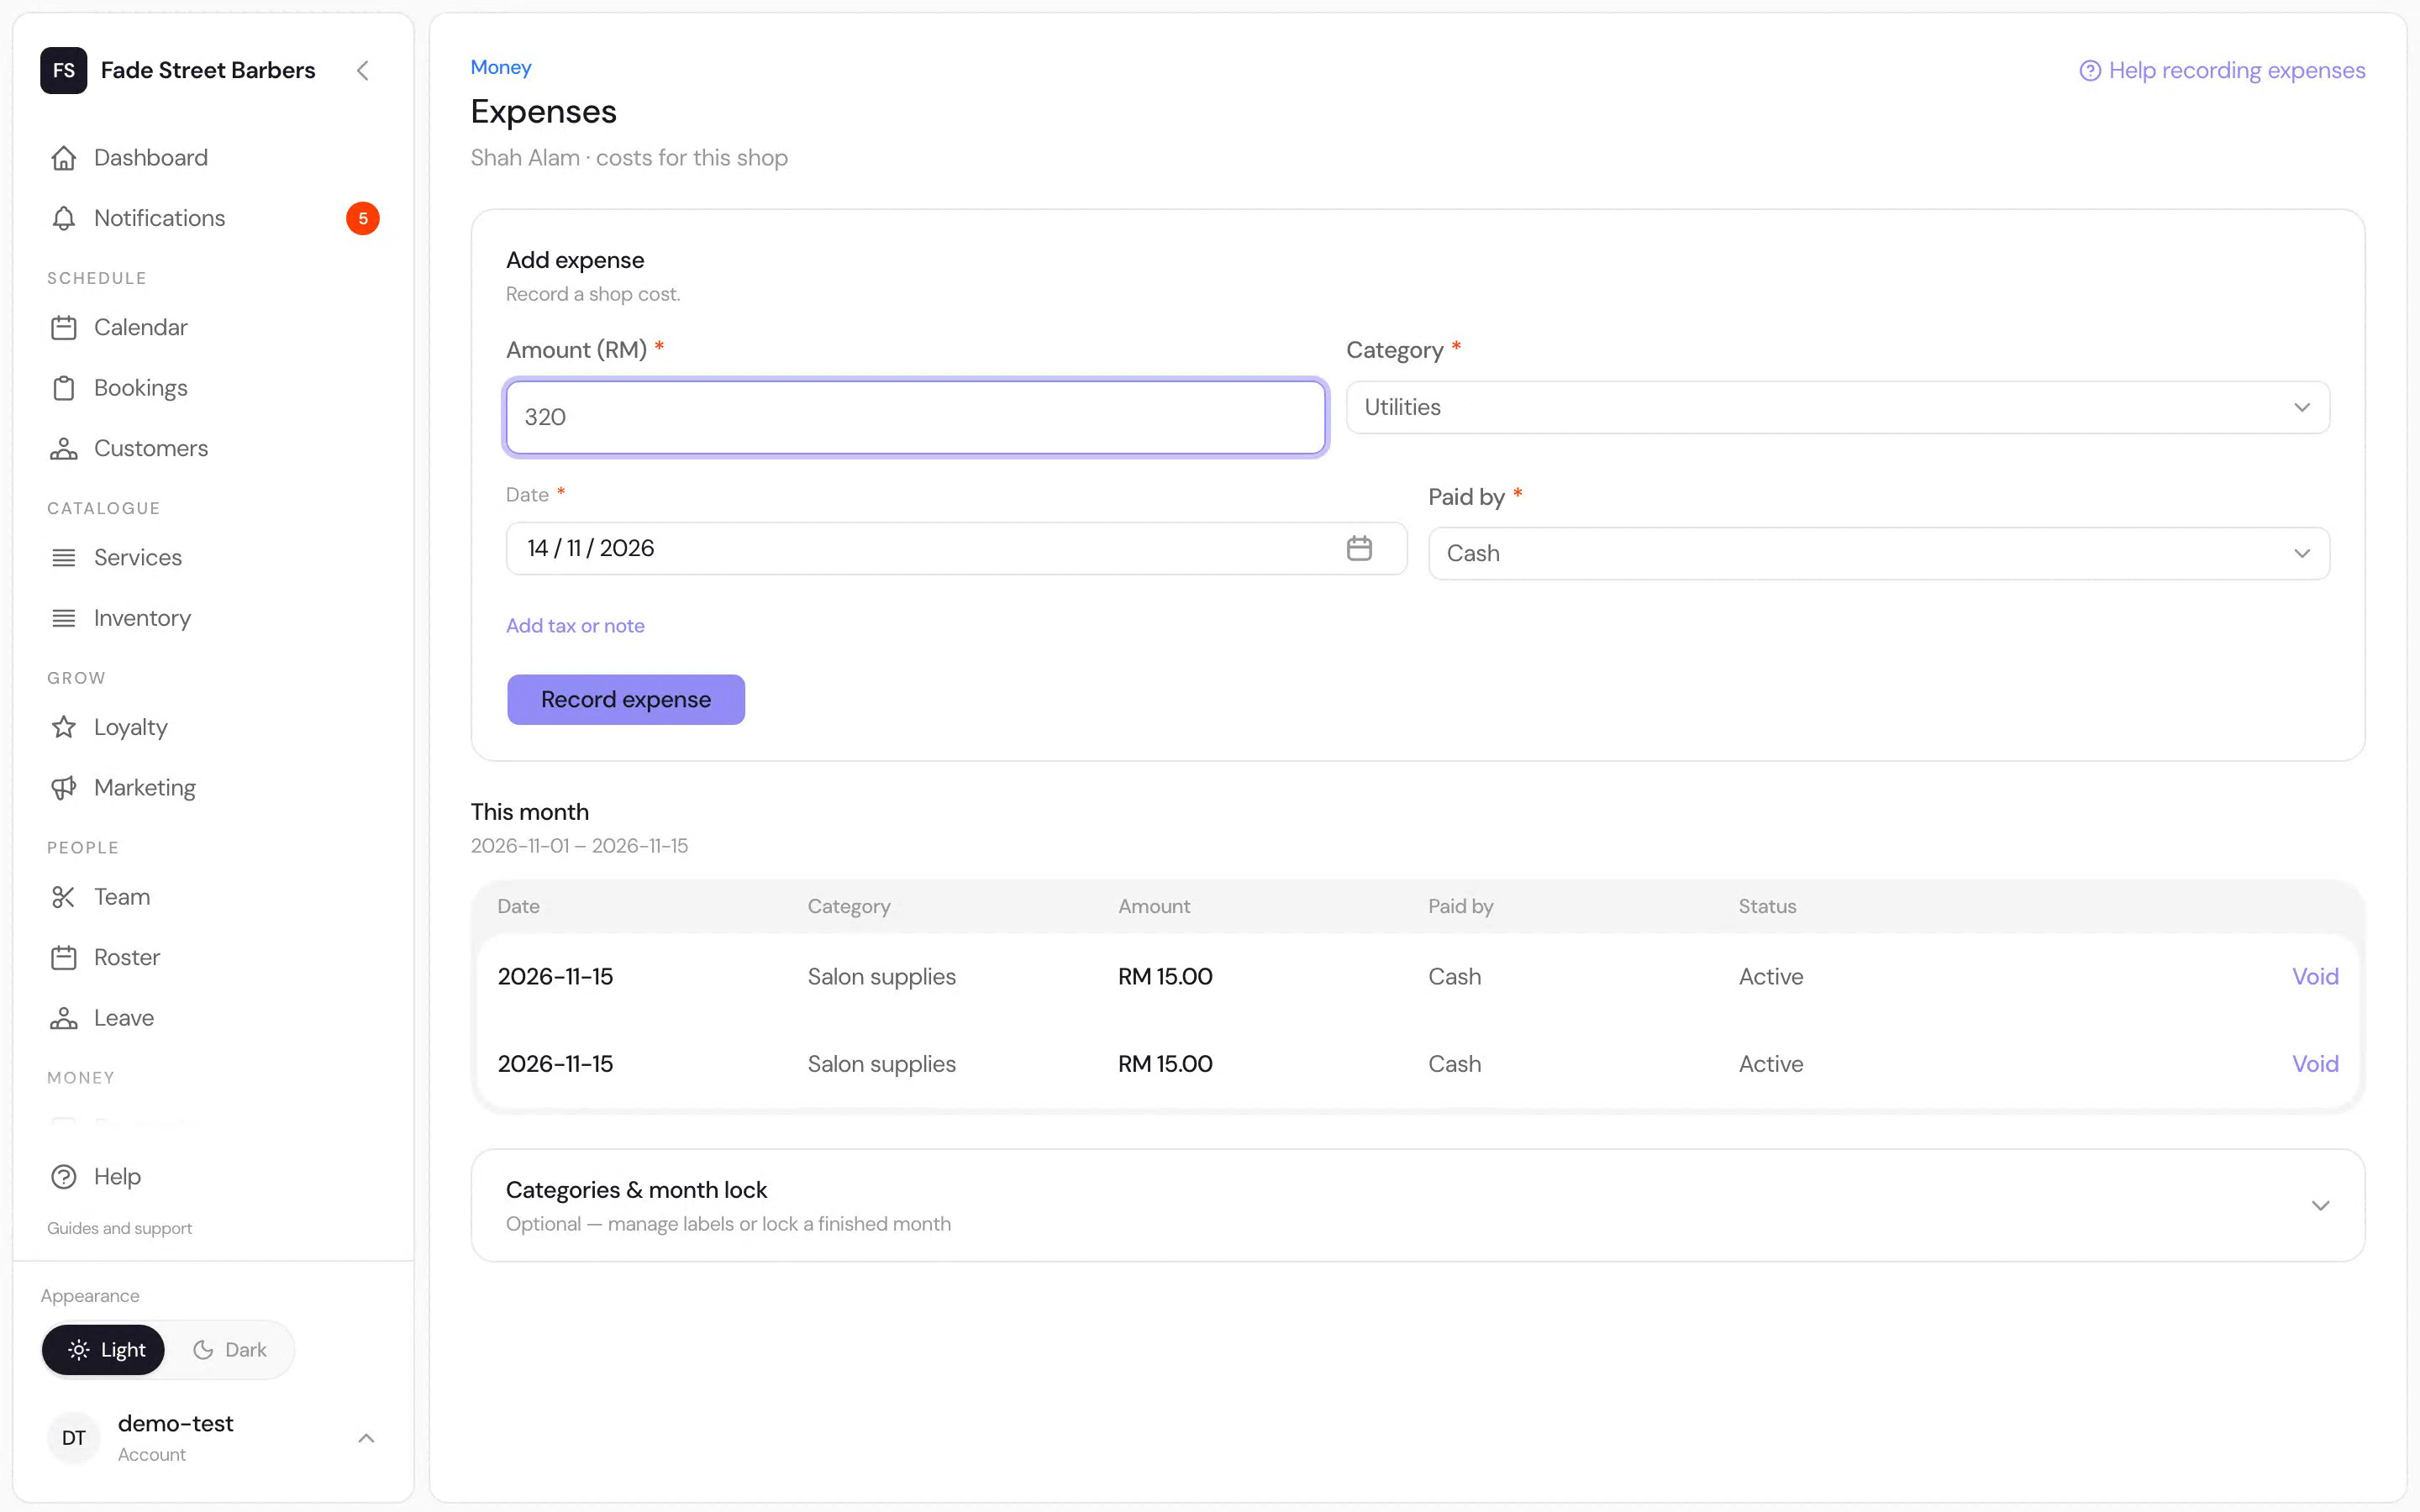 FS Fade Street Barbers
Dashboard
Notifications 5
SCHEDULE
Calendar
Bookings
Customers
CATALOGUE
Services
Inventory
GROW
Loyalty
Marketing
PEOPLE
Team
Roster
Leave
MONEY
Help
Guides and support
Appearance
Light Dark
DT demo-test
Account
Money
Help recording expenses
Expenses
Shah Alam · costs for this shop
Add expense
Record a shop cost.
Amount (RM) * Category *
320 Utilities
Date * Paid by *
14 / 11 / 2026 Cash
Add tax or note
Record expense
This month
2026-11-01 – 2026-11-15
Date Category Amount Paid by Status
2026-11-15 Salon supplies RM 15.00 Cash Active Void
2026-11-15 Salon supplies RM 15.00 Cash Active Void
Categories & month lock
Optional — manage labels or lock a finished month